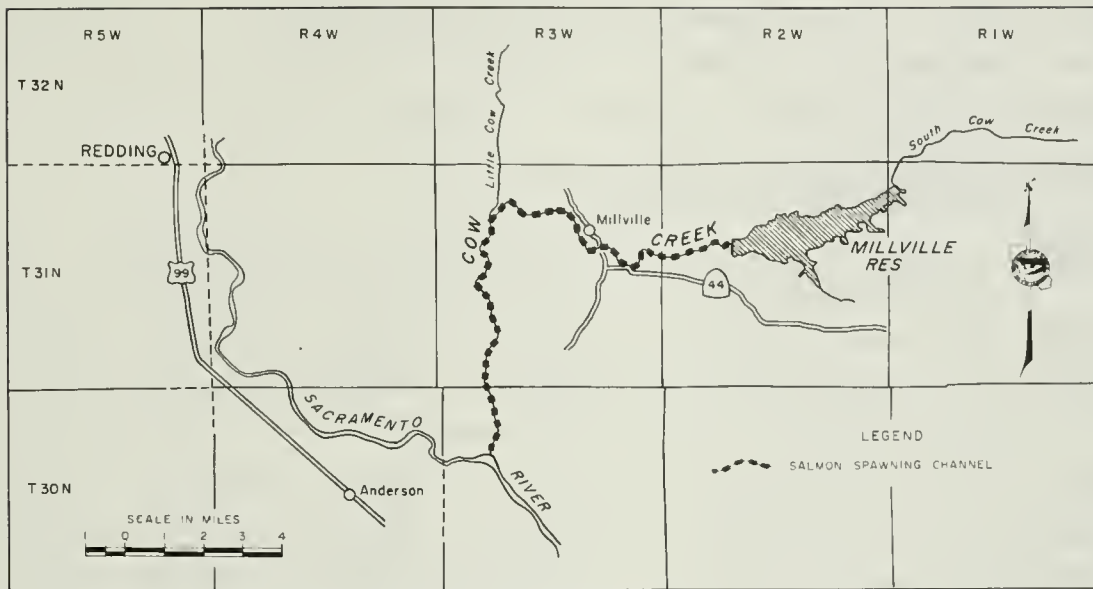 R5W
R4W
R3W
R2W
R1W
T32N
Little Cow Creek
South Cow Creek
REDDING
Millville
COW CREEK
MILLVILLE
RES
T31N
99
44
SACRAMENTO RIVER
LEGEND
SALMON SPAWNING CHANNEL
T30N
Anderson
SCALE IN MILES
0 1 2 3 4